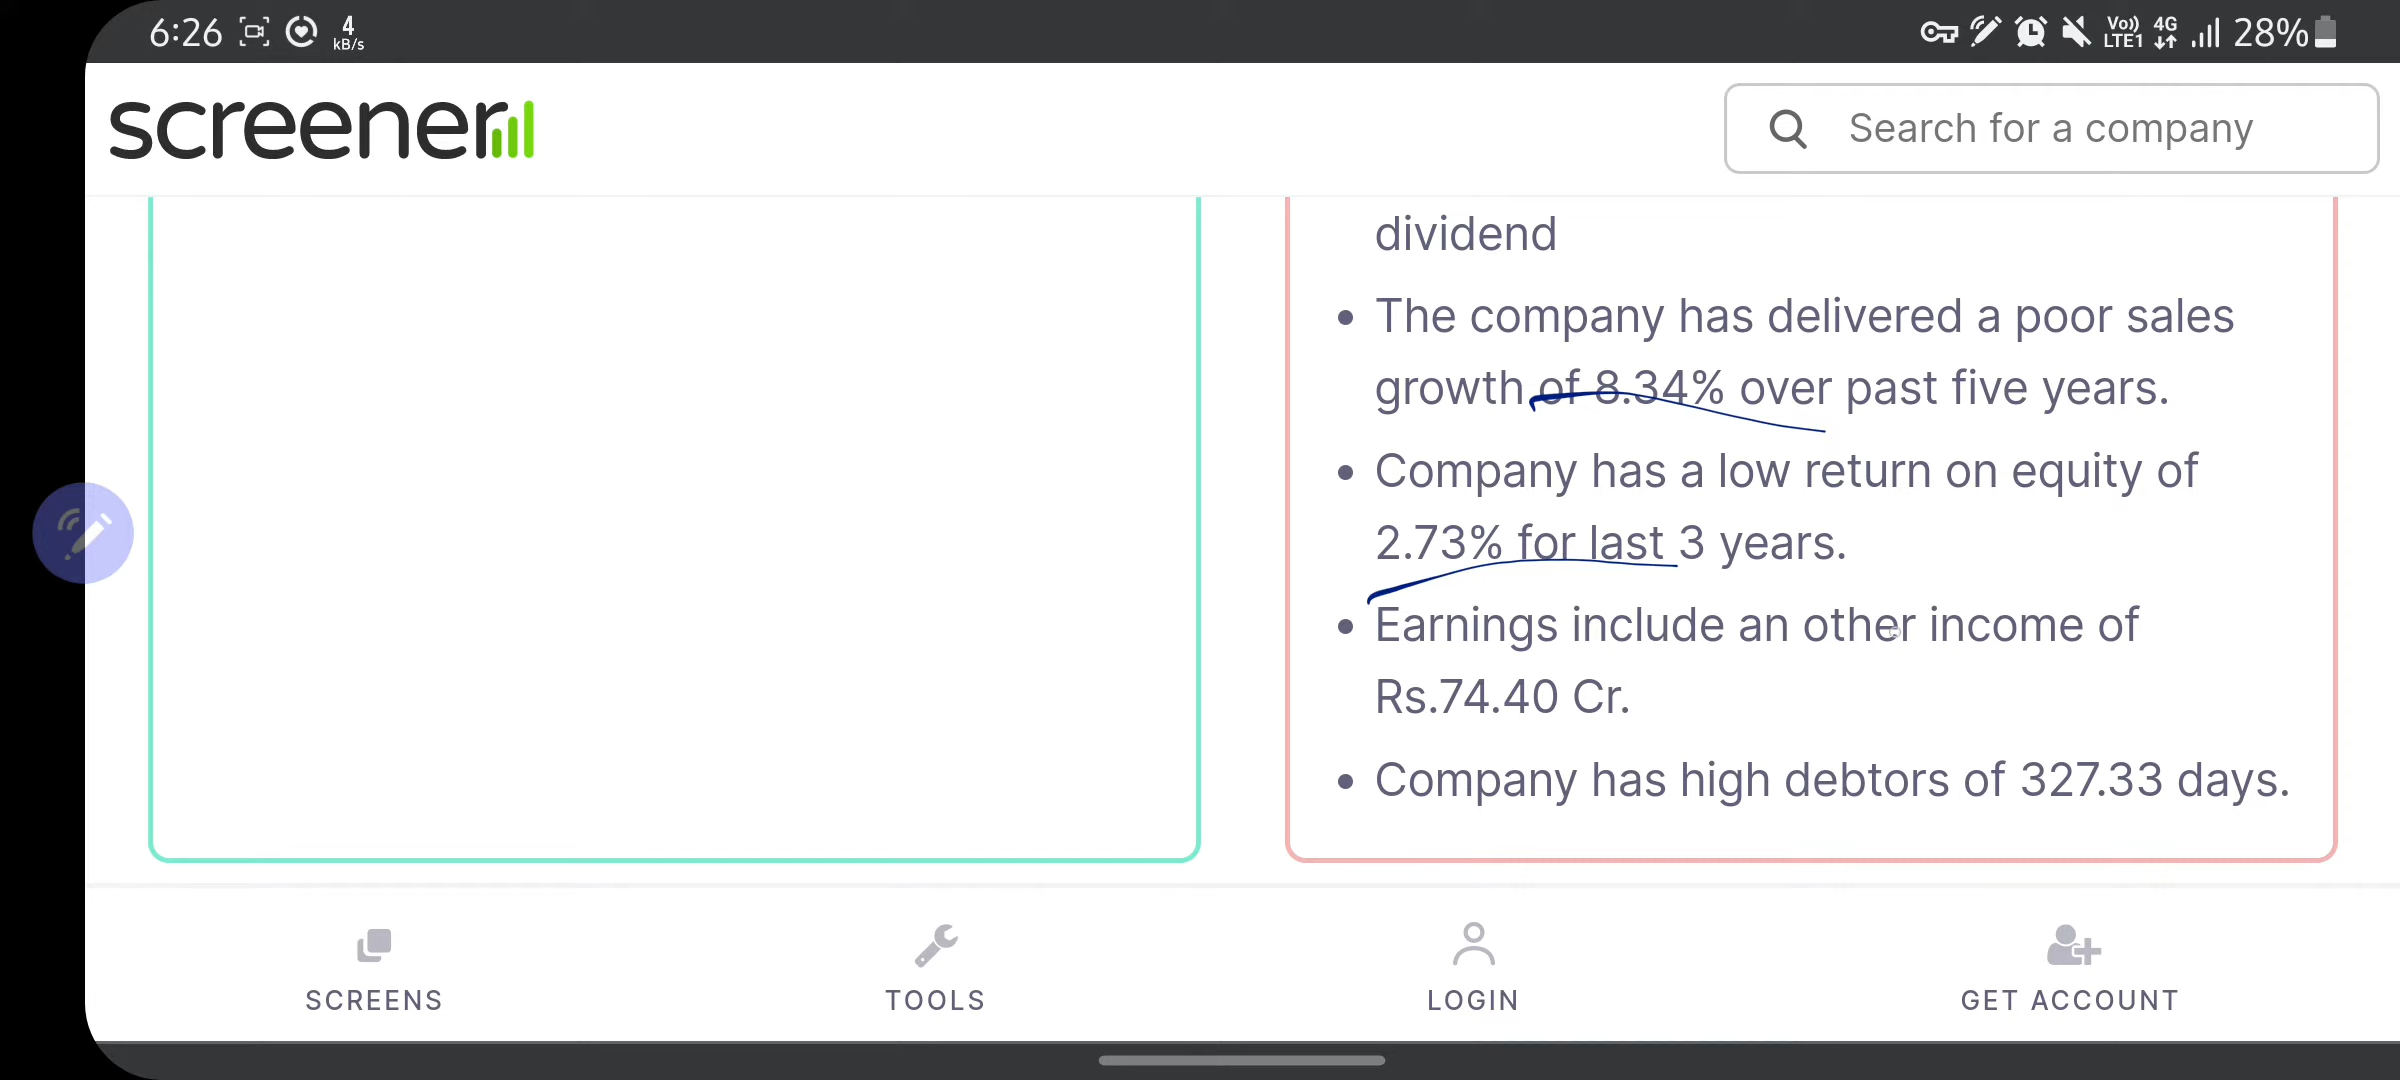 6:26 4 kB/s Vo)) LTE1 4G 28%
screener
Search for a company
dividend
• The company has delivered a poor sales
growth of 8.34% over past five years.
• Company has a low return on equity of
2.73% for last 3 years.
• Earnings include an other income of
Rs.74.40 Cr.
• Company has high debtors of 327.33 days.
SCREENS TOOLS LOGIN GET ACCOUNT